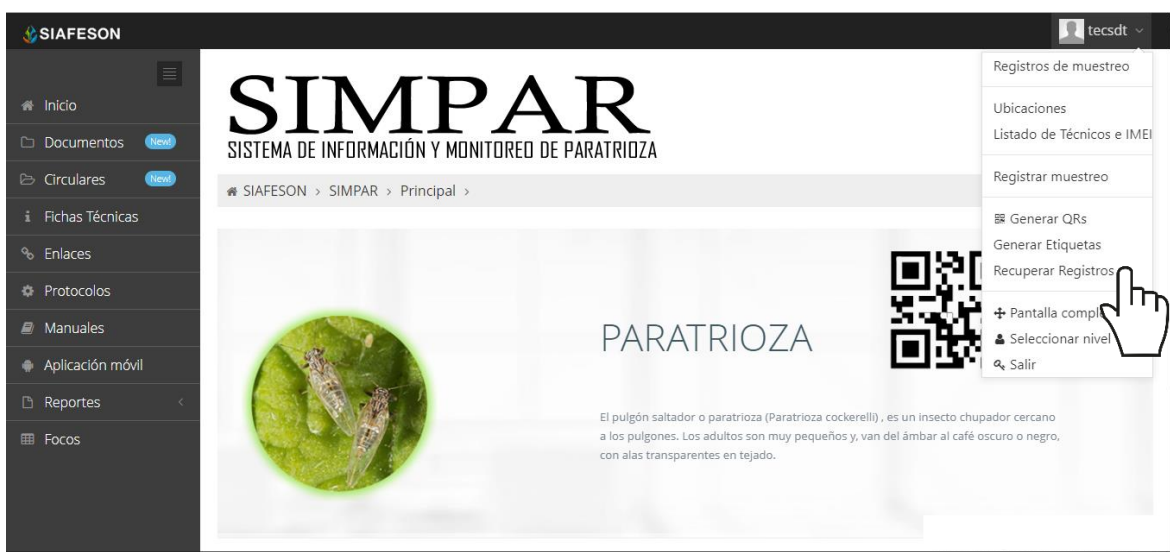 SIAFESON
tecsdt
Inicio
Documentos New!
Circulares New!
Fichas Técnicas
Enlaces
Protocolos
Manuales
Aplicación móvil
Reportes
Focos
SIMPAR
SISTEMA DE INFORMACIÓN Y MONITOREO DE PARATRIOZA
SIAFESON > SIMPAR > Principal >
PARATRIOZA
El pulgón saltador o paratrioza (Paratrioza cockerelli) , es un insecto chupador cercano
a los pulgones. Los adultos son muy pequeños y, van del ámbar al café oscuro o negro,
con alas transparentes en tejado.
Registros de muestreo
Ubicaciones
Listado de Técnicos e IMEI
Registrar muestreo
Generar QRs
Generar Etiquetas
Recuperar Registros
Pantalla compl
Seleccionar nivel
Salir